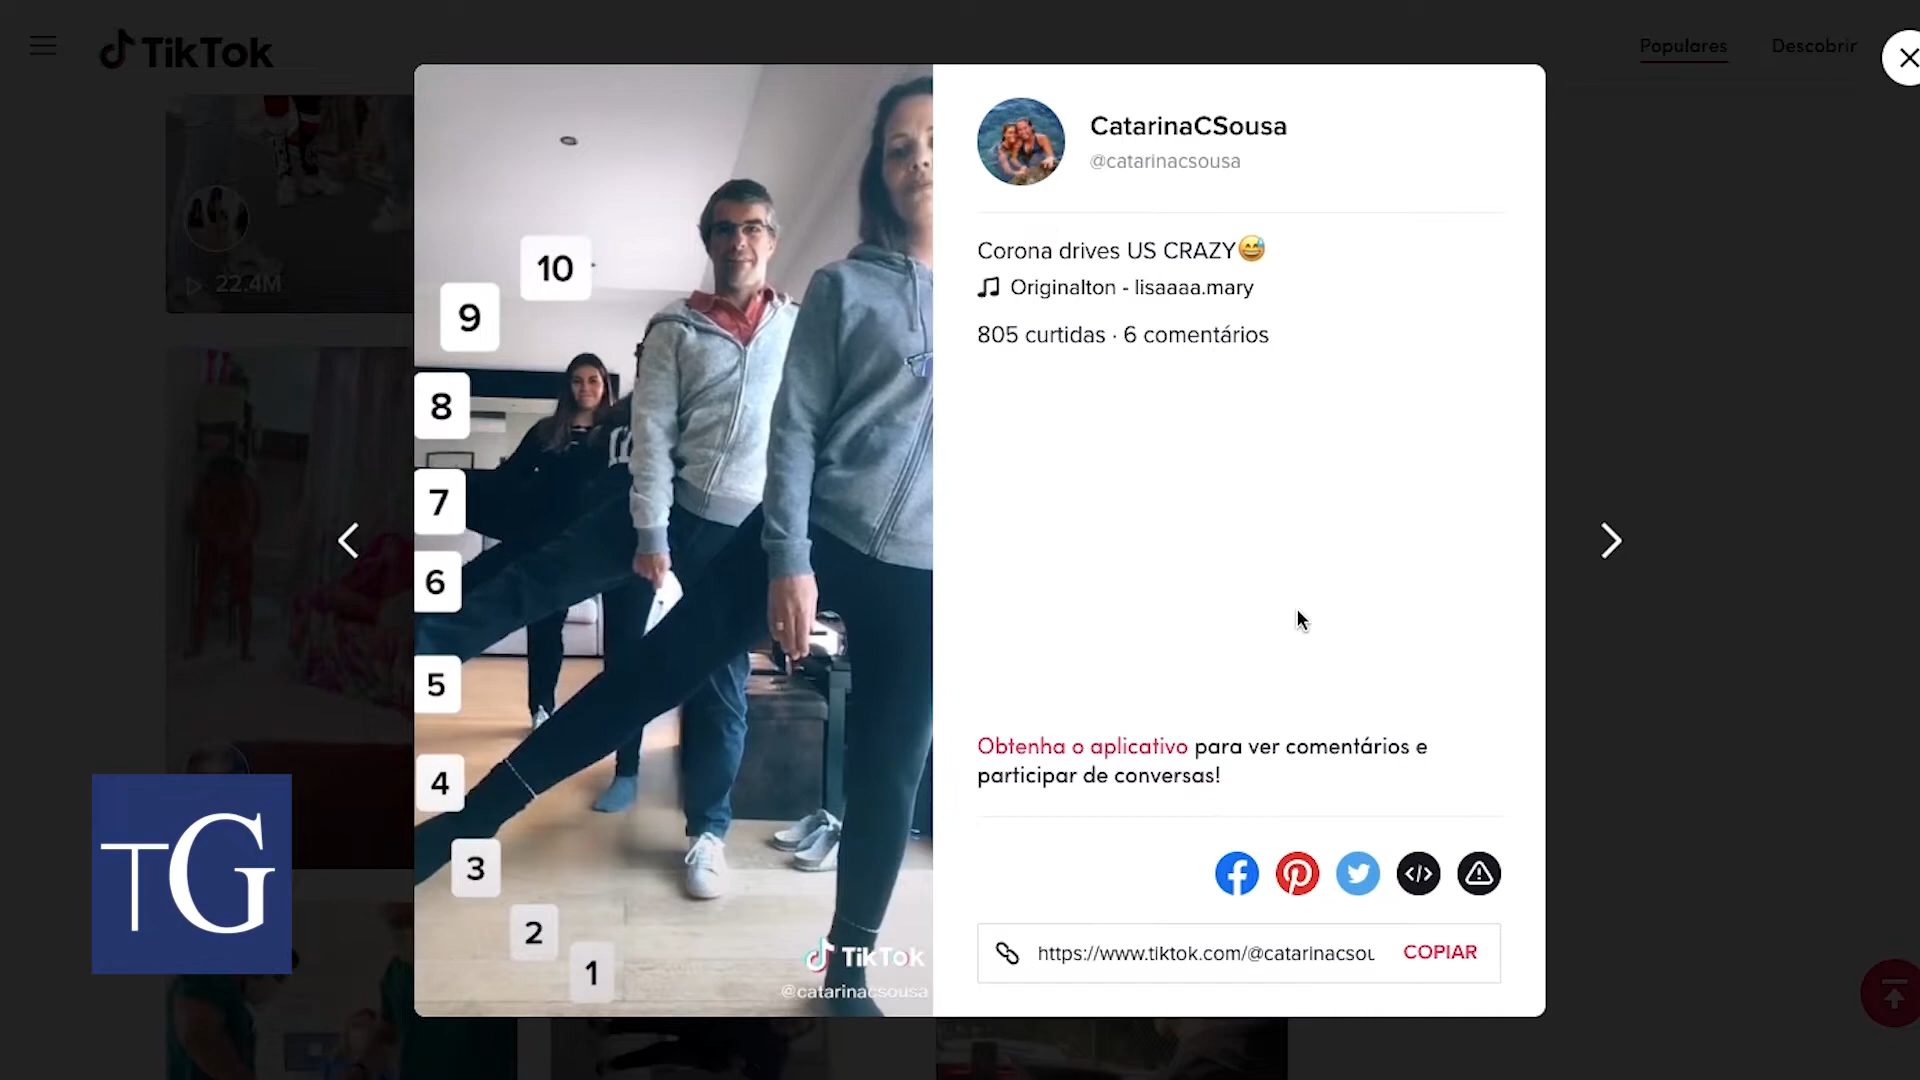 TikTok
Populares
Descobrir
22.4M
10
9
8
7
6
5
4
3
2
1
TikTok
@catarinacsousa
CatarinaCSousa
@catarinacsousa
Corona drives US CRAZY😅
Originalton - lisaaaa.mary
805 curtidas · 6 comentários
Obtenha o aplicativo para ver comentários e
participar de conversas!
https://www.tiktok.com/@catarinacsou
COPIAR
TG